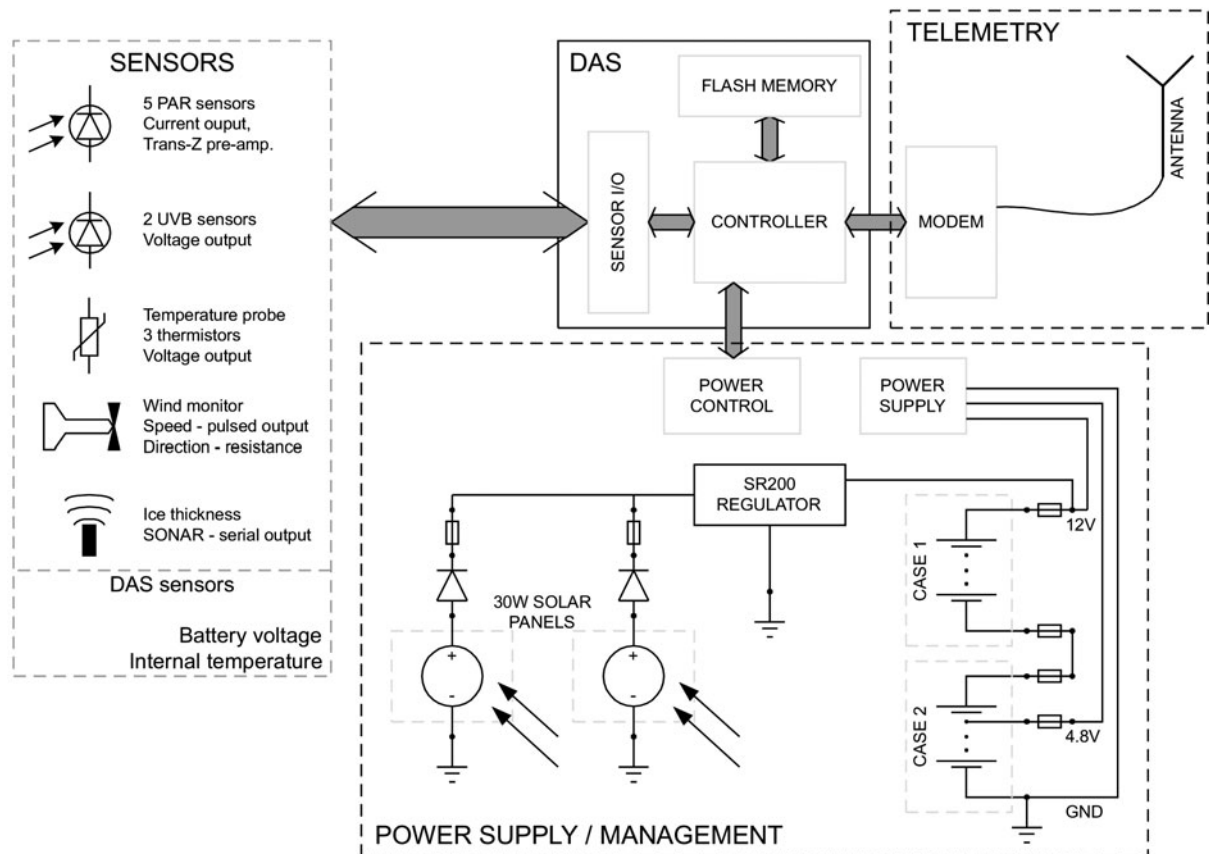 SENSORS
5 PAR sensors
Current ouput,
Trans-Z pre-amp.
2 UVB sensors
Voltage output
Temperature probe
3 thermistors
Voltage output
Wind monitor
Speed - pulsed output
Direction - resistance
Ice thickness
SONAR - serial output
DAS sensors
Battery voltage
Internal temperature
DAS
FLASH MEMORY
SENSOR I/O
CONTROLLER
TELEMETRY
MODEM
ANTENNA
POWER
CONTROL
POWER
SUPPLY
SR200
REGULATOR
30W SOLAR
PANELS
+
-
+
-
CASE 1
12V
CASE 2
4.8V
GND
POWER SUPPLY / MANAGEMENT